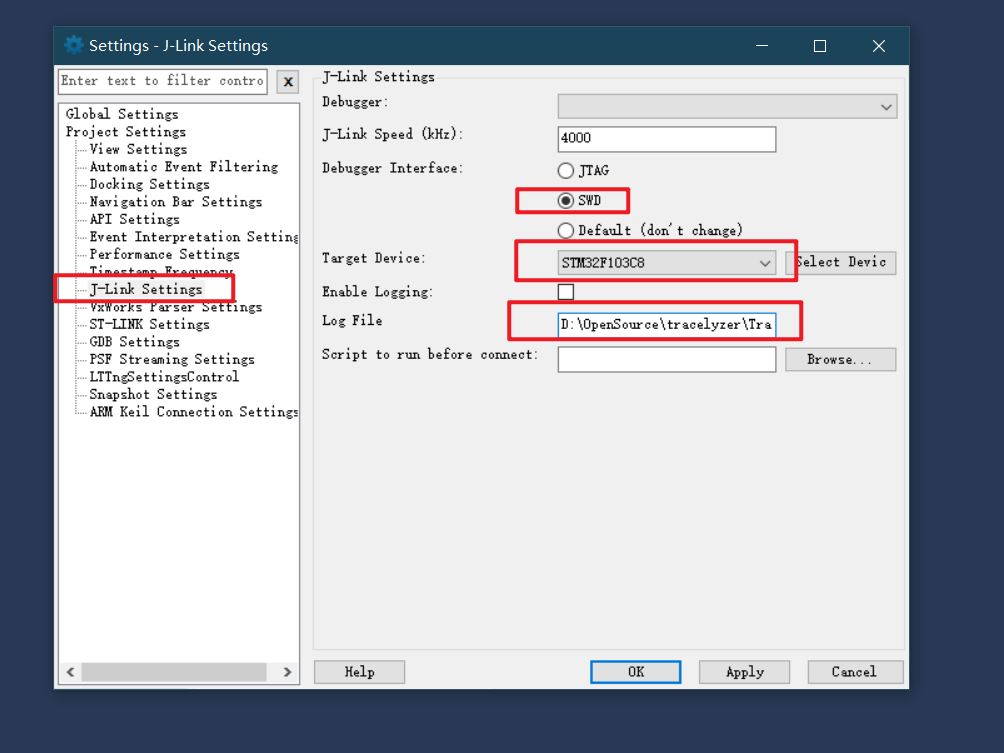 Settings - J-Link Settings
Enter text to filter contro
X
Global Settings
Project Settings
View Settings
Automatic Event Filtering
Docking Settings
Navigation Bar Settings
API Settings
Event Interpretation Setting
Performance Settings
Timestamp Frequency
J-Link Settings
VxWorks Parser Settings
ST-LINK Settings
GDB Settings
PSF Streaming Settings
LTTngSettingsControl
Snapshot Settings
ARM Keil Connection Settings
J-Link Settings
Debugger:
J-Link Speed (kHz):
4000
Debugger Interface:
JTAG
SWD
Default (don't change)
Target Device:
STM32F103C8
Select Devic
Enable Logging:
Log File
D:\OpenSource\tracelyzer\Tra
Script to run before connect:
Browse...
Help
OK
Apply
Cancel